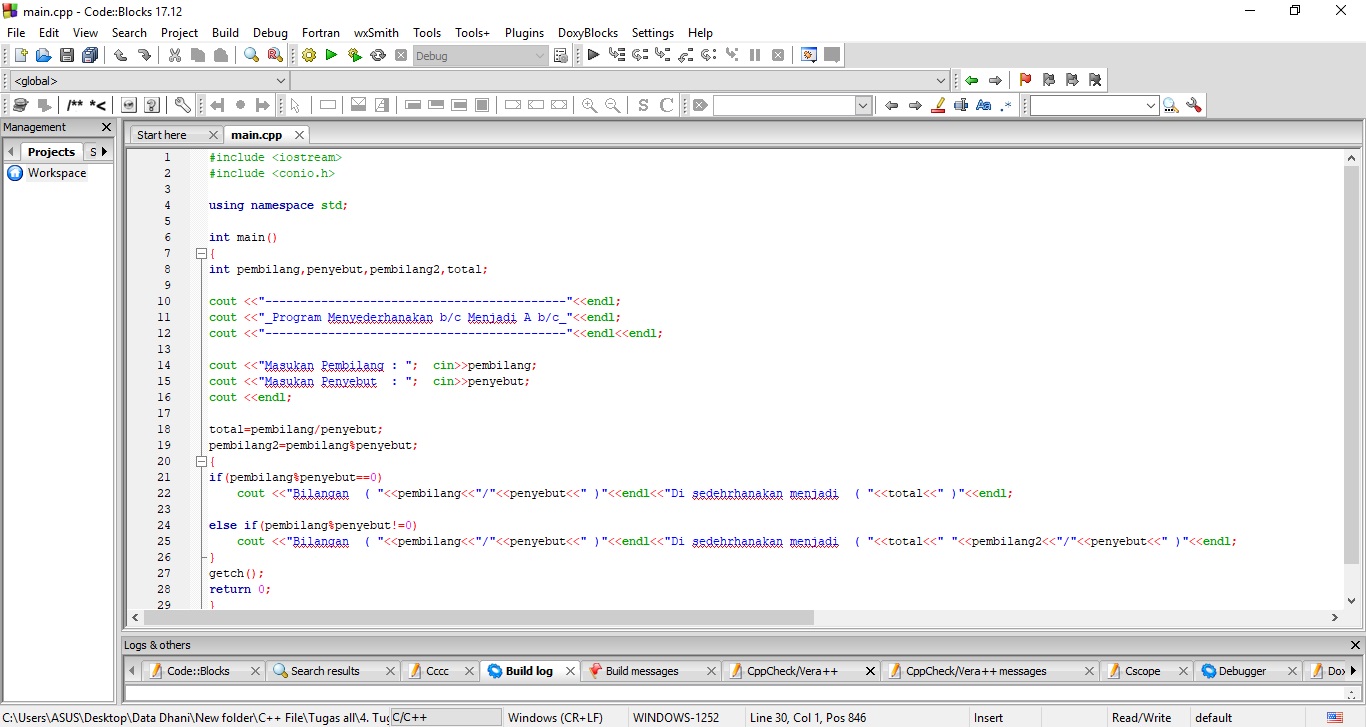 main.cpp - Code::Blocks 17.12
File Edit View Search Project Build Debug Fortran wxSmith Tools Tools+ Plugins DoxyBlocks Settings Help
Debug
<global>
/** *<
S C
Aa .*
Management
Projects S
Workspace
Start here main.cpp
1 #include <iostream>
2 #include <conio.h>
3
4 using namespace std;
5
6 int main()
7 {
8 int pembilang,penyebut,pembilang2,total;
9
10 cout <<"-------------------------------------------"<<endl;
11 cout <<"_Program Menyederhanakan b/c Menjadi A b/c_"<<endl;
12 cout <<"-------------------------------------------"<<endl<<endl;
13
14 cout <<"Masukan Pembilang : "; cin>>pembilang;
15 cout <<"Masukan Penyebut : "; cin>>penyebut;
16 cout <<endl;
17
18 total=pembilang/penyebut;
19 pembilang2=pembilang%penyebut;
20 {
21 if(pembilang%penyebut==0)
22 cout <<"Bilangan ( "<<pembilang<<"/"<<penyebut<<" )"<<endl<<"Di sedehrhanakan menjadi ( "<<total<<" )"<<endl;
23
24 else if(pembilang%penyebut!=0)
25 cout <<"Bilangan ( "<<pembilang<<"/"<<penyebut<<" )"<<endl<<"Di sedehrhanakan menjadi ( "<<total<<" "<<pembilang2<<"/"<<penyebut<<" )"<<endl;
26 }
27 getch();
28 return 0;
29 }
Logs & others
Code::Blocks Search results Cccc Build log Build messages CppCheck/Vera++ CppCheck/Vera++ messages Cscope Debugger Dox
C:\Users\ASUS\Desktop\Data Dhani\New folder\C++ File\Tugas all\4. Tug C/C++ Windows (CR+LF) WINDOWS-1252 Line 30, Col 1, Pos 846 Insert Read/Write default